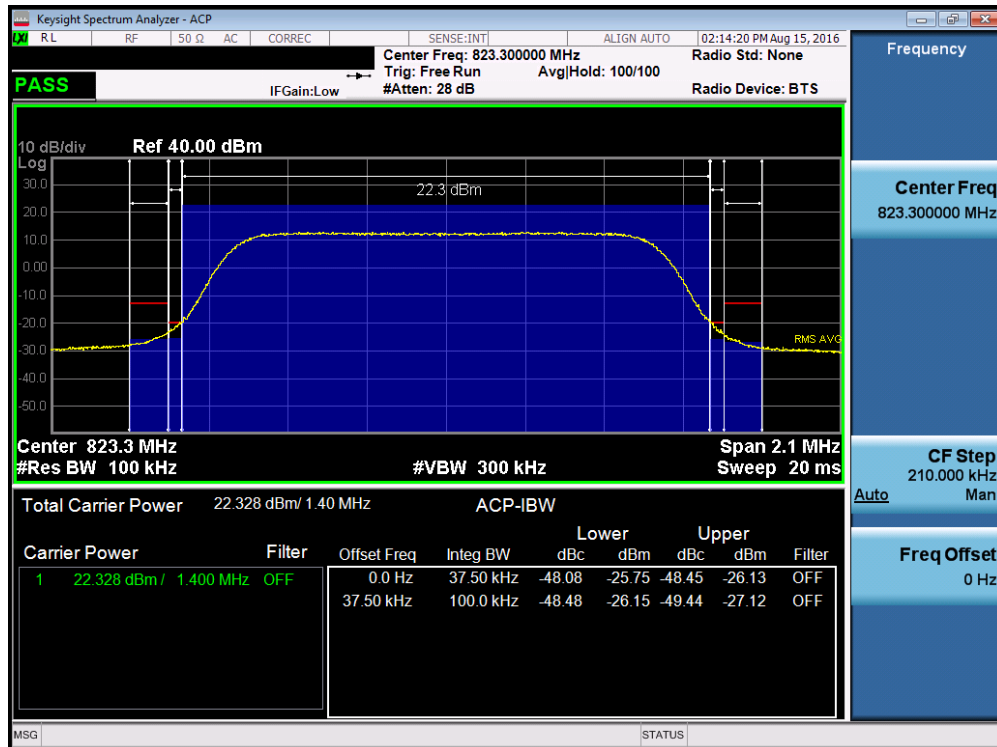 Keysight Spectrum Analyzer - ACP
LXI RL RF 50 Ω AC CORREC SENSE:INT ALIGN AUTO 02:14:20 PM Aug 15, 2016
Center Freq: 823.300000 MHz Radio Std: None
Trig: Free Run Avg|Hold: 100/100
PASS IFGain:Low #Atten: 28 dB Radio Device: BTS
10 dB/div Ref 40.00 dBm
Log
30.0
22.3 dBm
20.0
10.0
0.00
-10.0
-20.0
-30.0
RMS AVG
-40.0
-50.0
Center 823.3 MHz Span 2.1 MHz
#Res BW 100 kHz #VBW 300 kHz Sweep 20 ms
Total Carrier Power 22.328 dBm/ 1.40 MHz ACP-IBW
Lower Upper
Carrier Power Filter Offset Freq Integ BW dBc dBm dBc dBm Filter
1 22.328 dBm / 1.400 MHz OFF 0.0 Hz 37.50 kHz -48.08 -25.75 -48.45 -26.13 OFF
37.50 kHz 100.0 kHz -48.48 -26.15 -49.44 -27.12 OFF
MSG STATUS
Frequency
Center Freq
823.300000 MHz
CF Step
210.000 kHz
Auto Man
Freq Offset
0 Hz